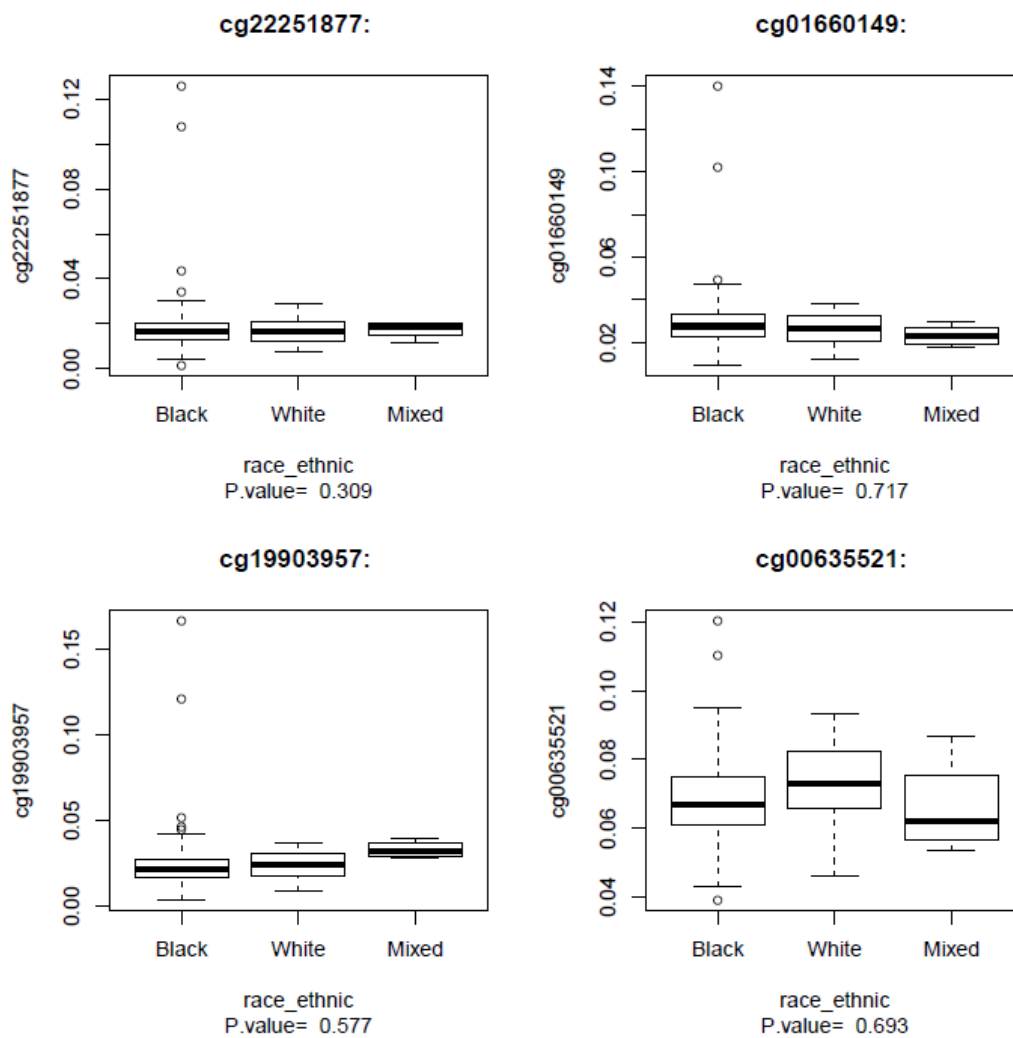 cg22251877:
cg22251877
0.12
0.08
0.04
0.00
Black White Mixed
race_ethnic
P.value= 0.309
cg01660149:
cg01660149
0.14
0.10
0.06
0.02
Black White Mixed
race_ethnic
P.value= 0.717
cg19903957:
cg19903957
0.15
0.10
0.05
0.00
Black White Mixed
race_ethnic
P.value= 0.577
cg00635521:
cg00635521
0.12
0.10
0.08
0.06
0.04
Black White Mixed
race_ethnic
P.value= 0.693